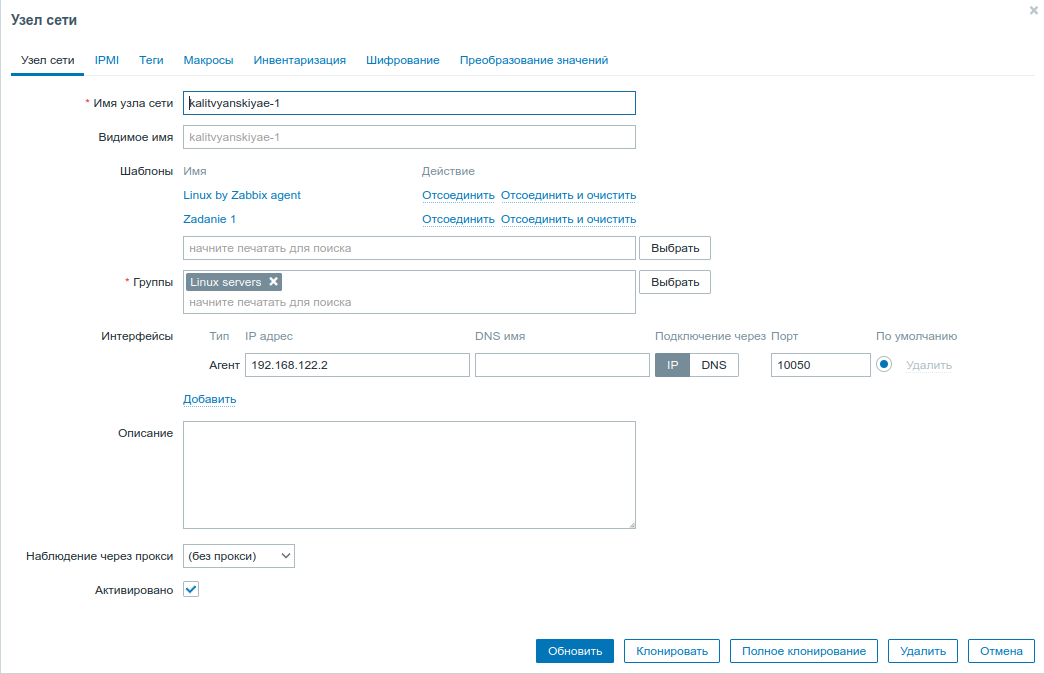 Узел сети
Узел сети IPMI Теги Макросы Инвентаризация Шифрование Преобразование значений
* Имя узла сети kalitvyanskiyae-1
Видимое имя kalitvyanskiyae-1
Шаблоны Имя Действие
Linux by Zabbix agent Отсоединить Отсоединить и очистить
Zadanie 1 Отсоединить Отсоединить и очистить
начните печатать для поиска Выбрать
* Группы Linux servers Выбрать
начните печатать для поиска
Интерфейсы Тип IP адрес DNS имя Подключение через Порт По умолчанию
Агент 192.168.122.2 IP DNS 10050 Удалить
Добавить
Описание
Наблюдение через прокси (без прокси)
Активировано
Обновить Клонировать Полное клонирование Удалить Отмена